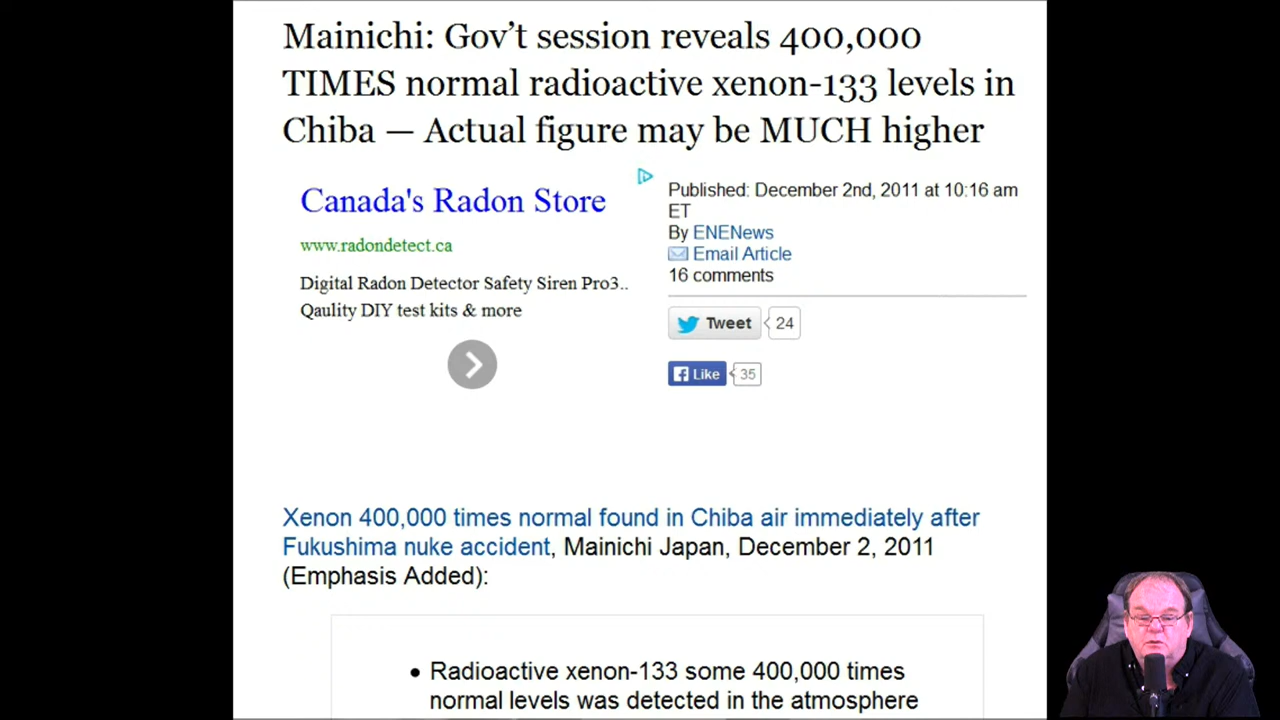 Mainichi: Gov't session reveals 400,000
TIMES normal radioactive xenon-133 levels in
Chiba — Actual figure may be MUCH higher
Canada's Radon Store
www.radondetect.ca
Digital Radon Detector Safety Siren Pro3..
Qaulity DIY test kits & more
Published: December 2nd, 2011 at 10:16 am
ET
By ENENews
Email Article
16 comments
Tweet 24
Like 35
Xenon 400,000 times normal found in Chiba air immediately after
Fukushima nuke accident, Mainichi Japan, December 2, 2011
(Emphasis Added):
• Radioactive xenon-133 some 400,000 times
normal levels was detected in the atmosphere